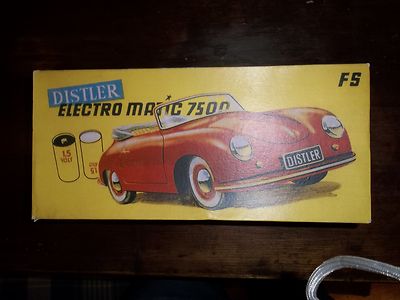 DISTLER
ELECTRO MATIC 7500
FS
1.5
VOLT
DISTLER